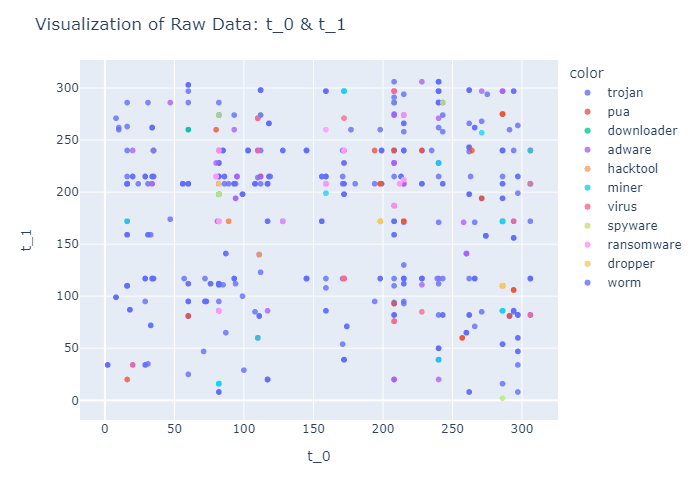 Visualization of Raw Data: t_0 & t_1
color
trojan
pua
downloader
adware
hacktool
miner
virus
spyware
ransomware
dropper
worm
t_1
300
250
200
150
100
50
0
0 50 100 150 200 250 300
t_0